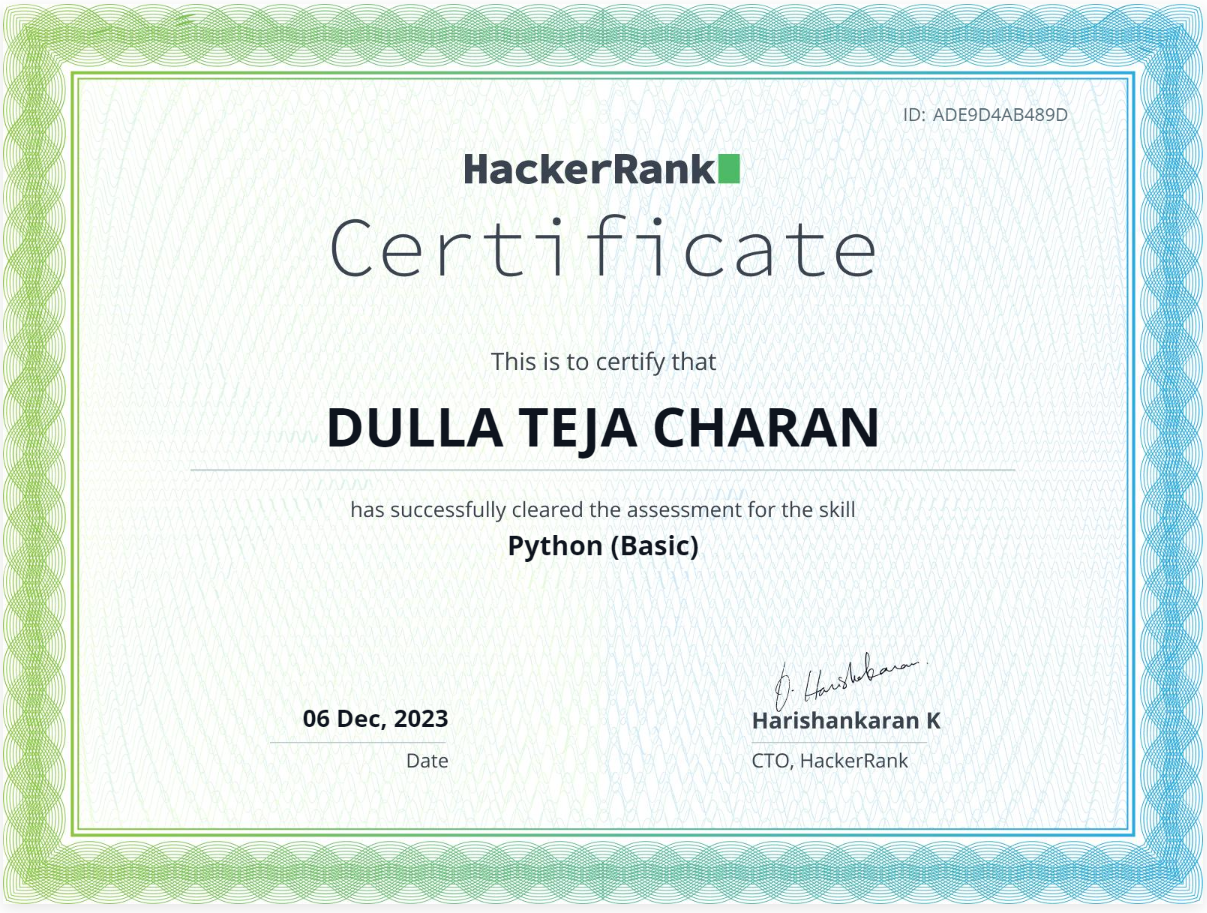 ID: ADE9D4AB489D
HackerRank
Certificate
This is to certify that
DULLA TEJA CHARAN
has successfully cleared the assessment for the skill
Python (Basic)
06 Dec, 2023
Date
Harishankaran K
CTO, HackerRank